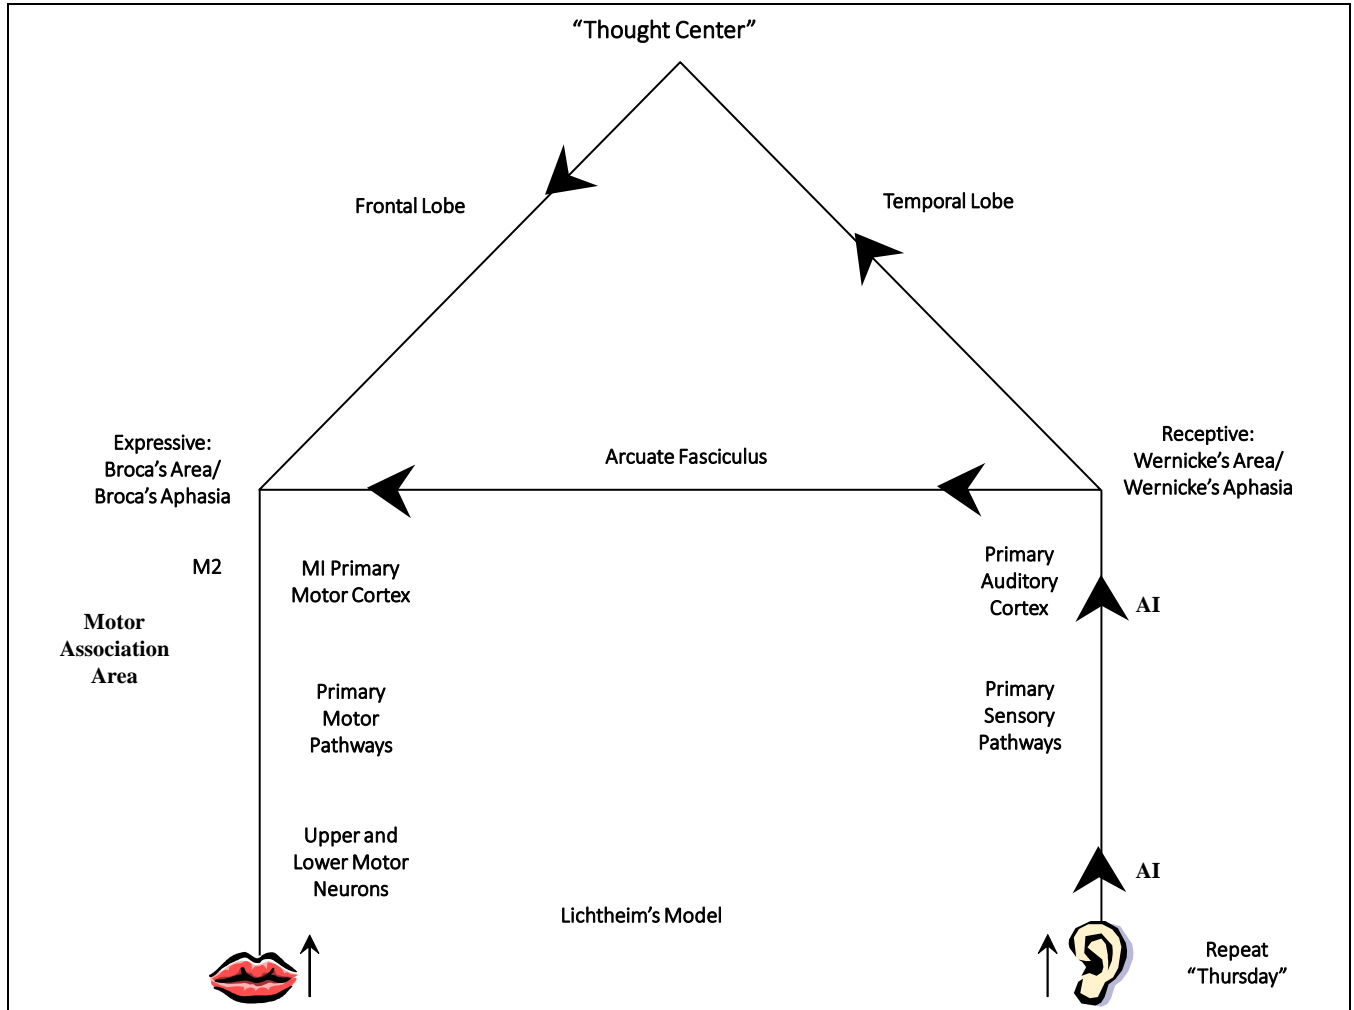 “Thought Center”
Frontal Lobe
Temporal Lobe
Expressive:
Broca’s Area/
Broca’s Aphasia
Arcuate Fasciculus
Receptive:
Wernicke’s Area/
Wernicke’s Aphasia
M2
Motor
Association
Area
MI Primary
Motor Cortex
Primary
Auditory
Cortex
AI
Primary
Motor
Pathways
Primary
Sensory
Pathways
Upper and
Lower Motor
Neurons
AI
Lichtheim’s Model
Repeat
“Thursday”